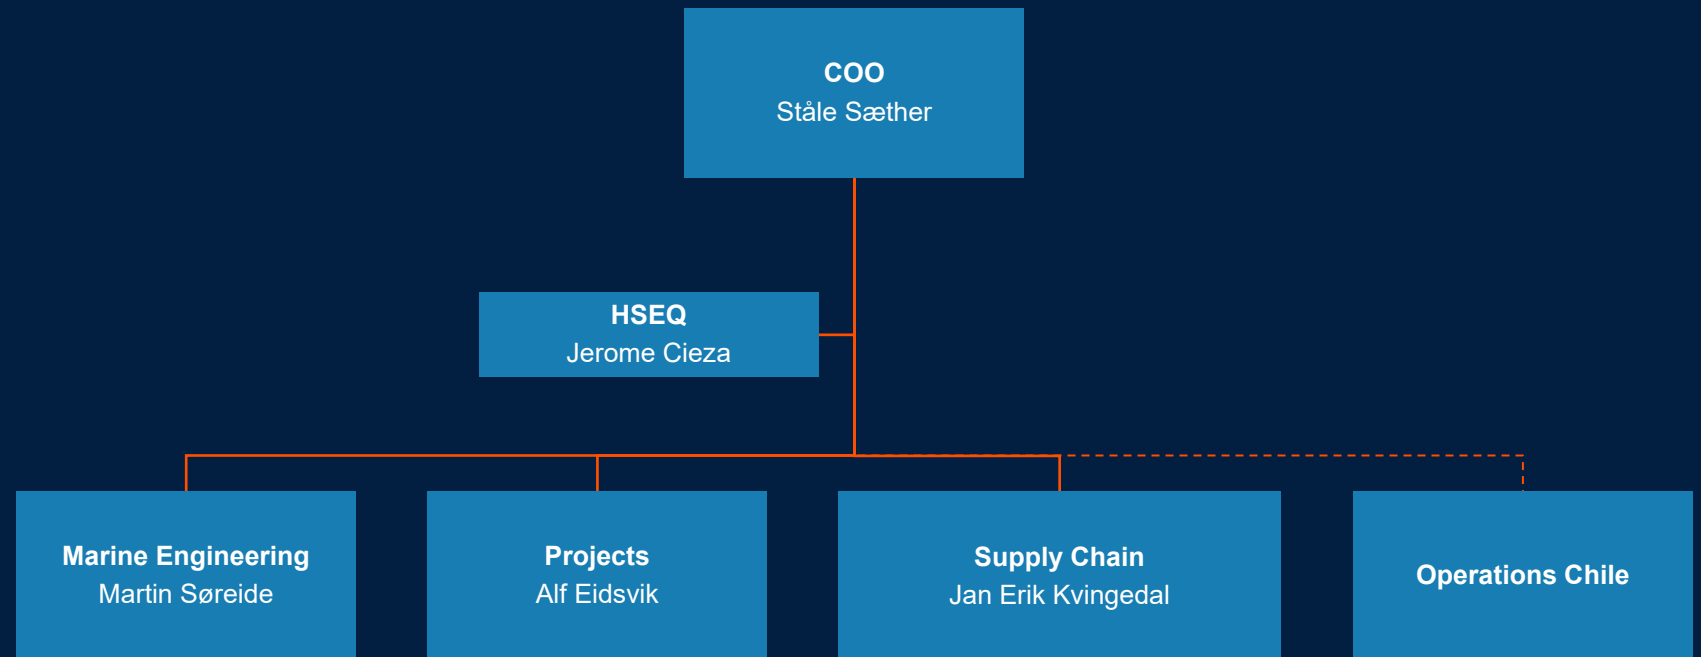 COO
Ståle Sæther
HSEQ
Jerome Cieza
Marine Engineering
Martin Søreide
Projects
Alf Eidsvik
Supply Chain
Jan Erik Kvingedal
Operations Chile